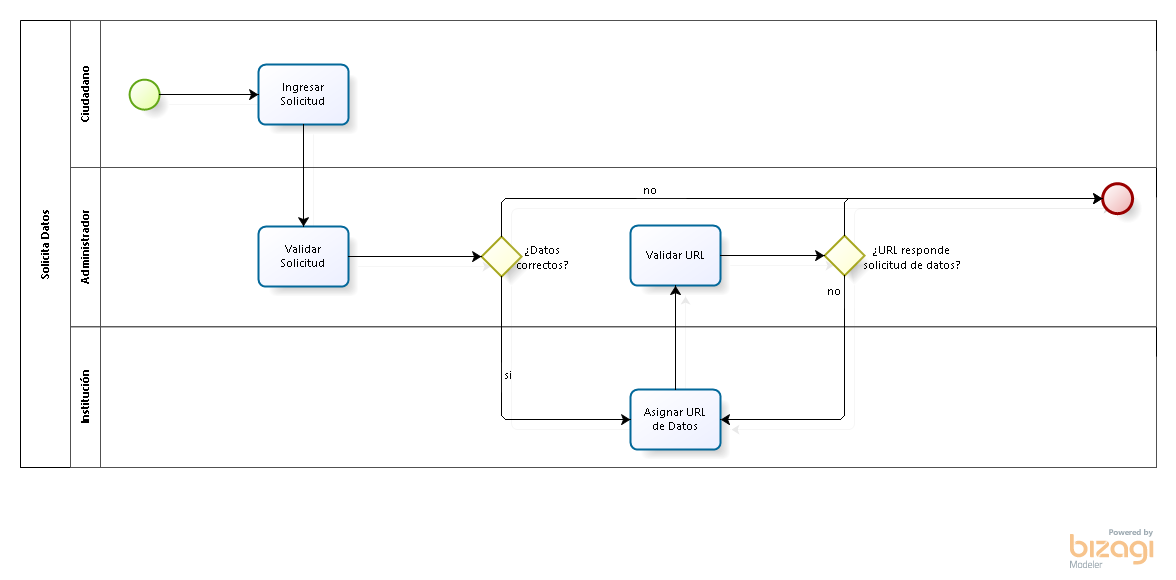 Solicita Datos
Ciudadano
Ingresar
Solicitud
Administrador
no
Validar
Solicitud
¿Datos
correctos?
Validar URL
¿URL responde
solicitud de datos?
no
Institución
si
Asignar URL
de Datos
Powered by
bizagi
Modeler